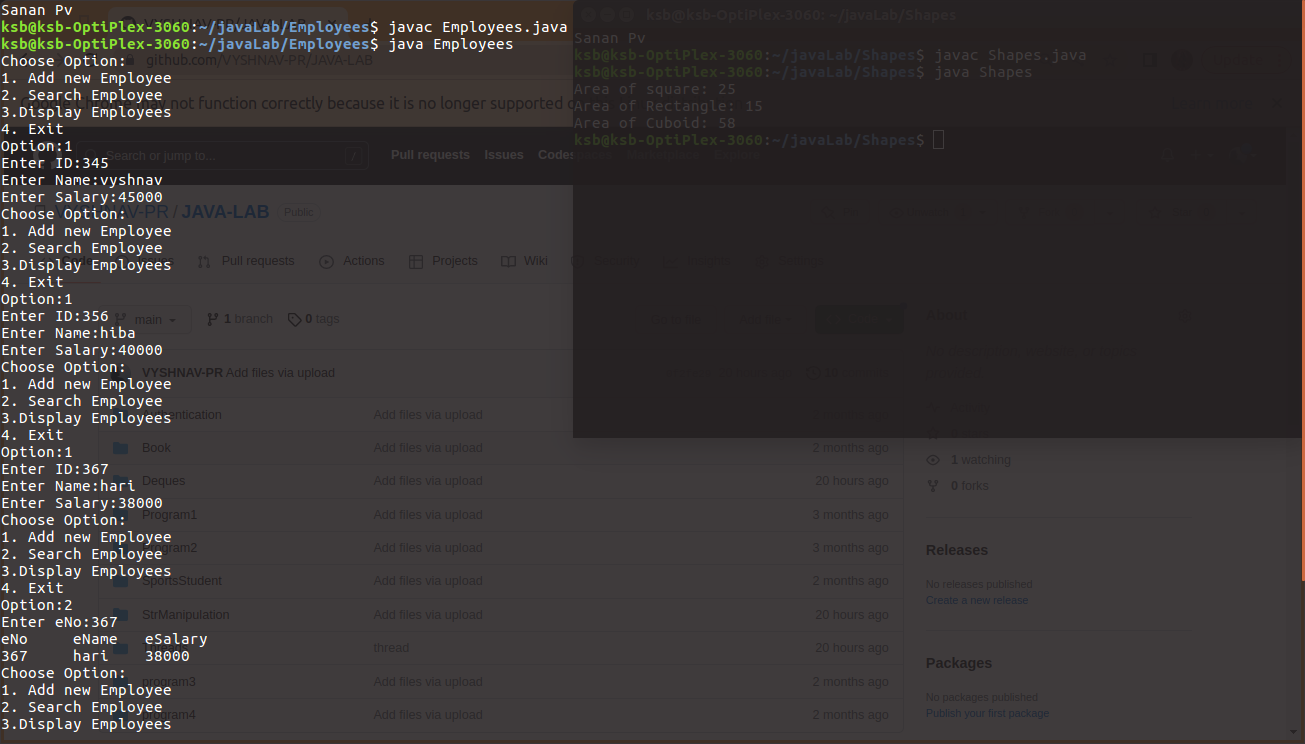 Sanan Pv
ksb@ksb-OptiPlex-3060:~/javaLab/Employees$ javac Employees.java
ksb@ksb-OptiPlex-3060:~/javaLab/Employees$ java Employees
Choose Option:
1. Add new Employee
2. Search Employee
3.Display Employees
4. Exit
Option:1
Enter ID:345
Enter Name:vyshnav
Enter Salary:45000
Choose Option:
1. Add new Employee
2. Search Employee
3.Display Employees
4. Exit
Option:1
Enter ID:356
Enter Name:hiba
Enter Salary:40000
Choose Option:
1. Add new Employee
2. Search Employee
3.Display Employees
4. Exit
Option:1
Enter ID:367
Enter Name:hari
Enter Salary:38000
Choose Option:
1. Add new Employee
2. Search Employee
3.Display Employees
4. Exit
Option:2
Enter eNo:367
eNo eName eSalary
367 hari 38000
Choose Option:
1. Add new Employee
2. Search Employee
3.Display Employees
ksb@ksb-OptiPlex-3060: ~/javaLab/Shapes
Sanan Pv
ksb@ksb-OptiPlex-3060:~/javaLab/Shapes$ javac Shapes.java
ksb@ksb-OptiPlex-3060:~/javaLab/Shapes$ java Shapes
Area of square: 25
Area of Rectangle: 15
Area of Cuboid: 58
ksb@ksb-OptiPlex-3060:~/javaLab/Shapes$
github.com/VYSHNAV-PR/JAVA-LAB
may not function correctly because it is no longer supported
Search or jump to... /
Pull requests Issues
VYSHNAV-PR / JAVA-LAB Public
Code Pull requests Actions Projects Wiki
main 1 branch 0 tags
VYSHNAV-PR Add files via upload
Authentication Add files via upload
Book Add files via upload 2 months ago
Deques Add files via upload 20 hours ago
Program1 Add files via upload 3 months ago
Program2 Add files via upload 3 months ago
SportsStudent Add files via upload 2 months ago
StrManipulation Add files via upload 20 hours ago
Threads thread 20 hours ago
program3 Add files via upload 2 months ago
program4 Add files via upload 2 months ago
About
1 watching
0 forks
Releases
No releases published
Create a new release
Packages
No packages published
Publish your first package